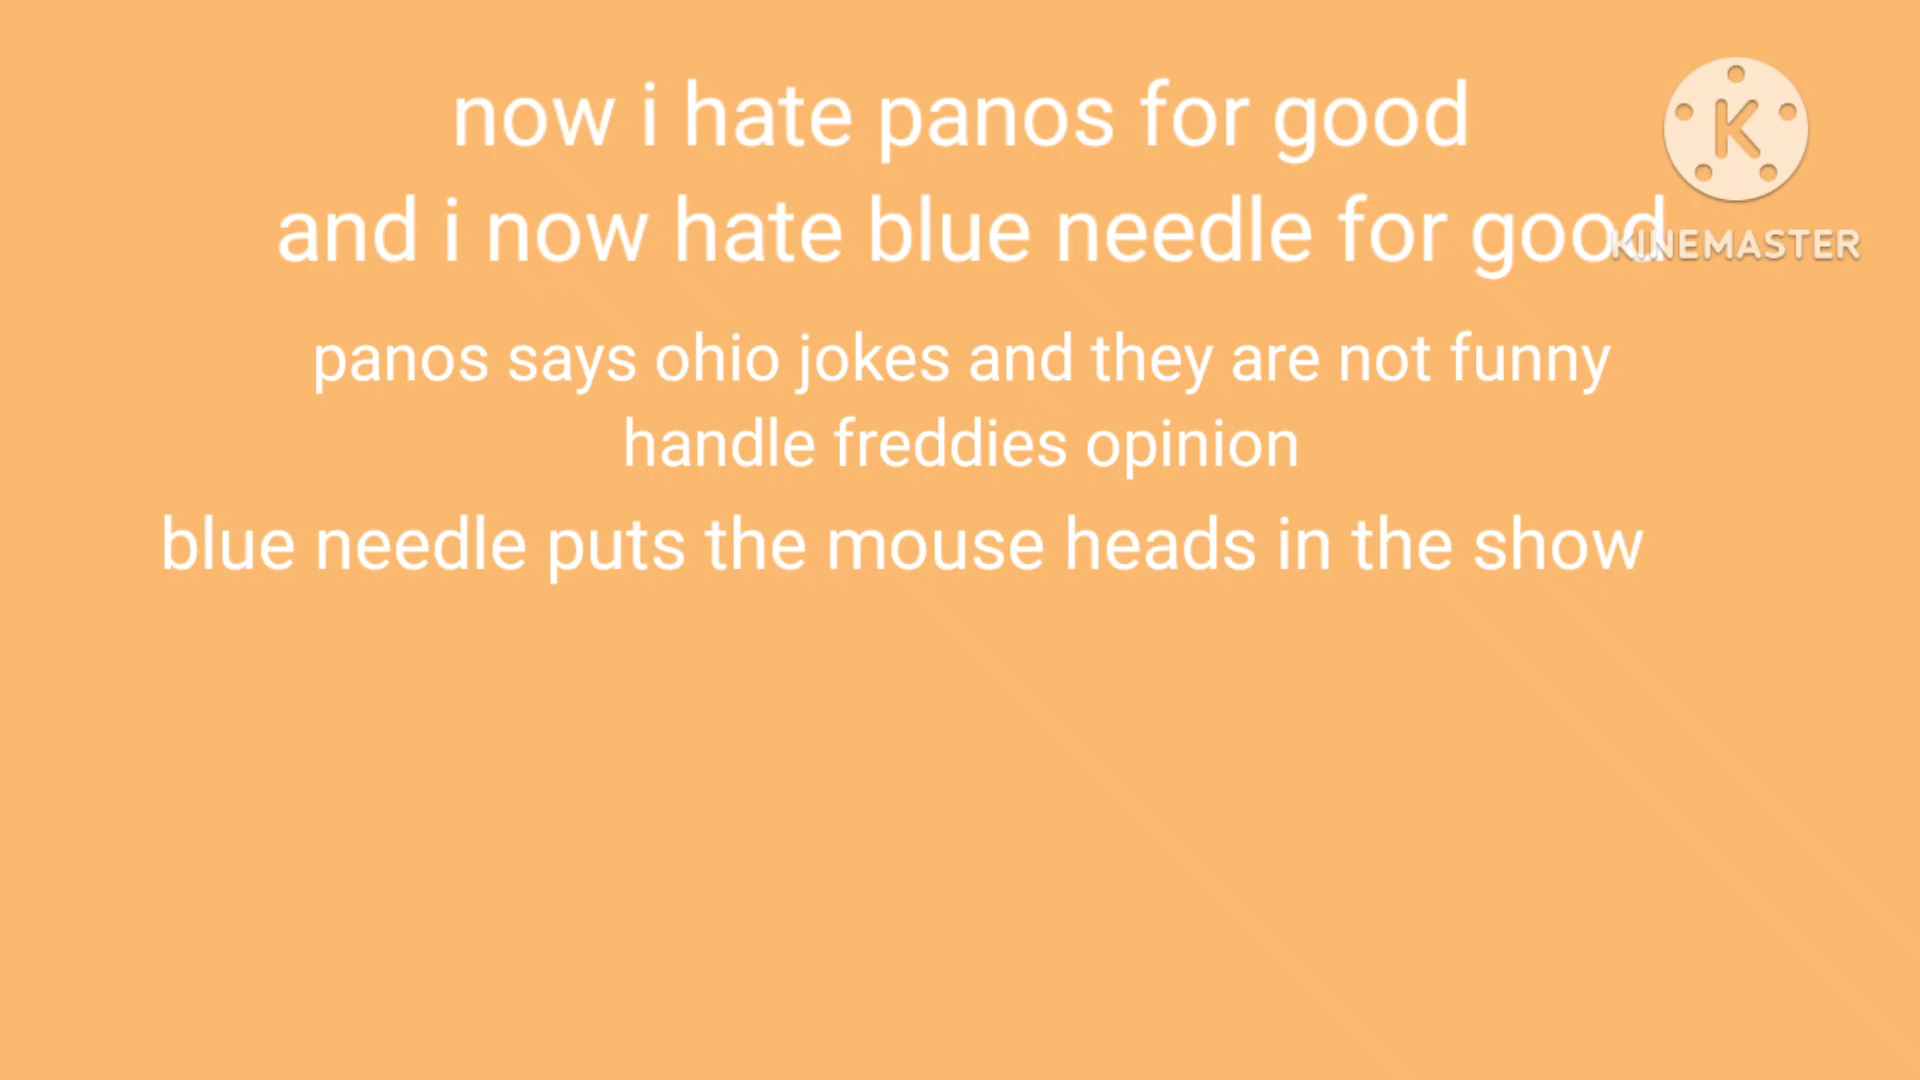 now i hate panos for good
and i now hate blue needle for good
panos says ohio jokes and they are not funny
handle freddies opinion
blue needle puts the mouse heads in the show
K
KINEMASTER